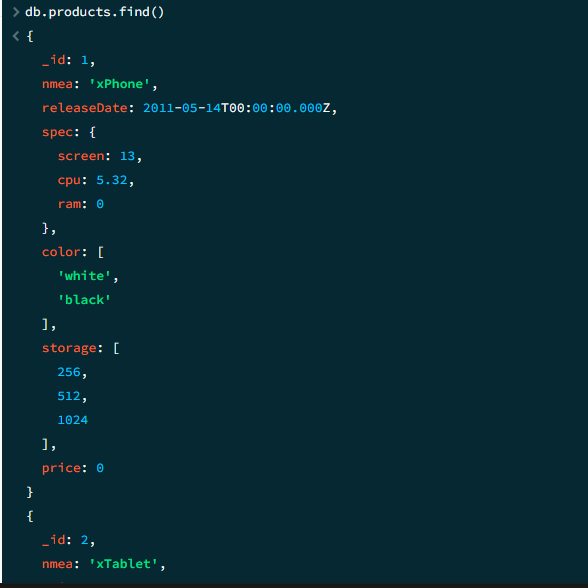 > db.products.find()
< {
_id: 1,
nmea: 'xPhone',
releaseDate: 2011-05-14T00:00:00.000Z,
spec: {
screen: 13,
cpu: 5.32,
ram: 0
},
color: [
'white',
'black'
],
storage: [
256,
512,
1024
],
price: 0
}
{
_id: 2,
nmea: 'xTablet',